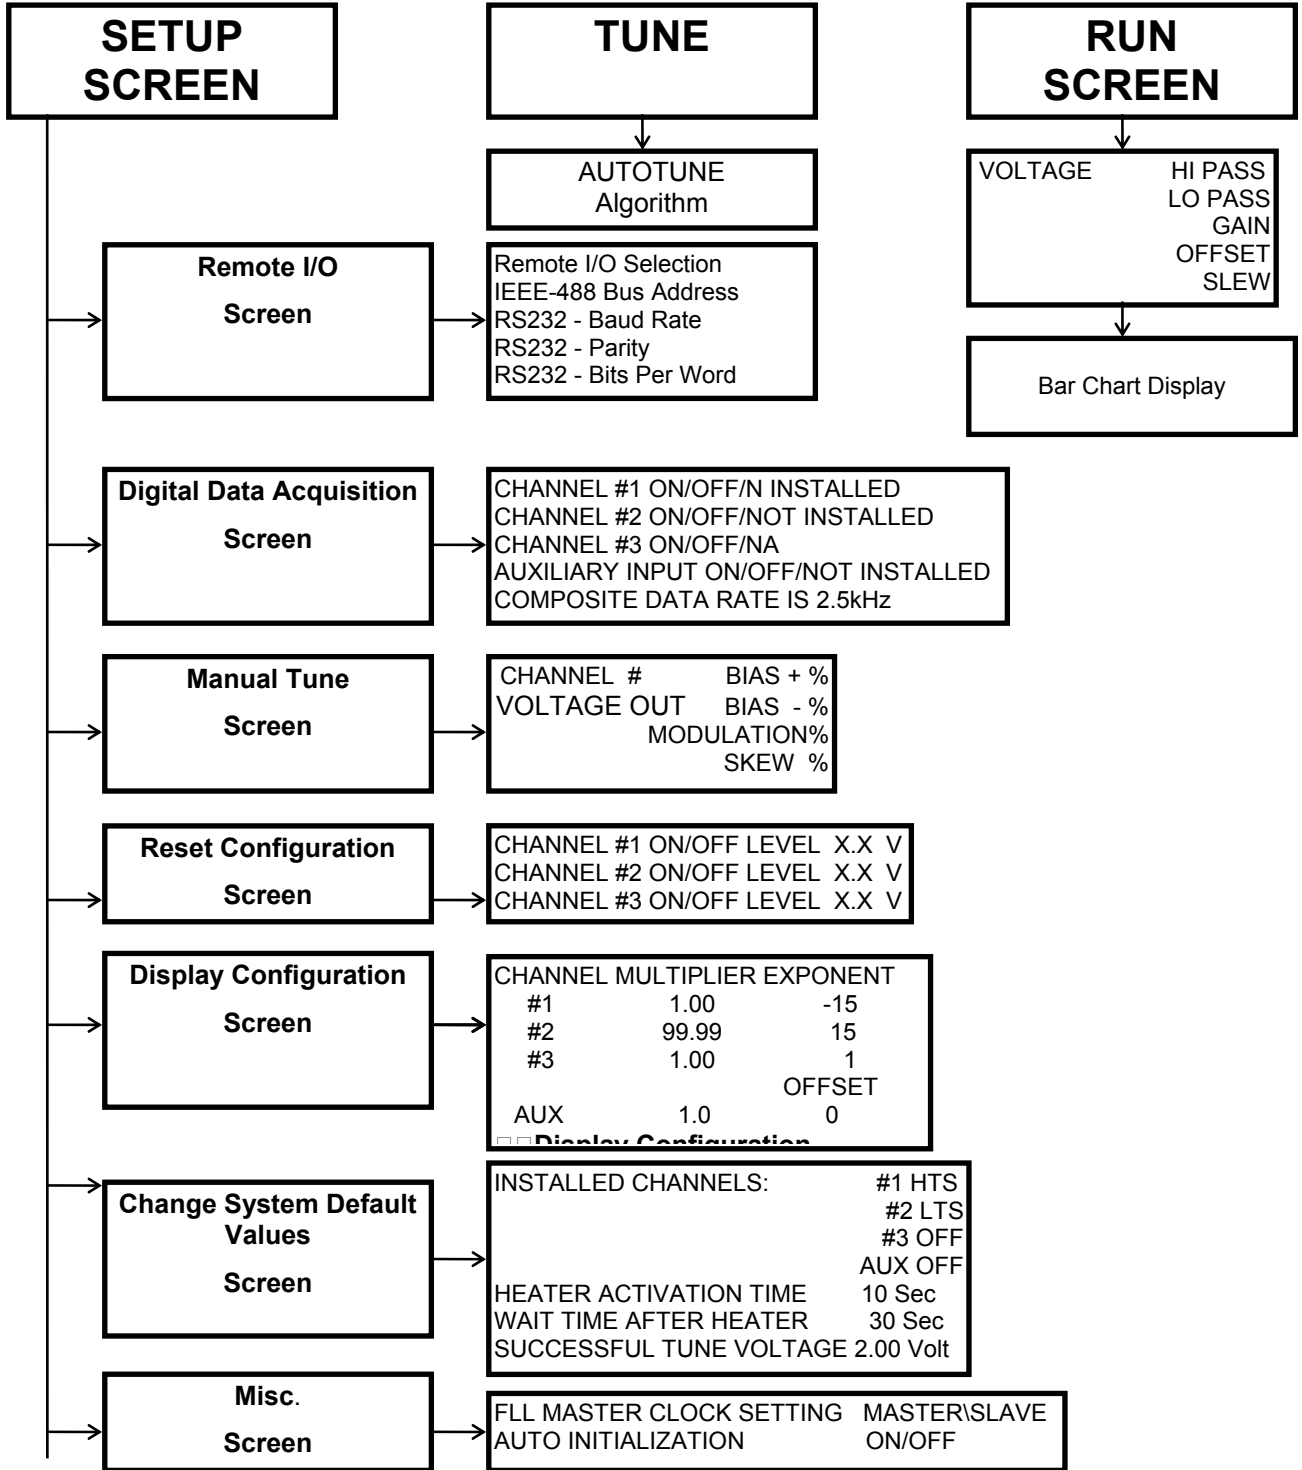 SETUP
SCREEN
TUNE
RUN
SCREEN
AUTOTUNE
Algorithm
VOLTAGE HI PASS
LO PASS
GAIN
OFFSET
SLEW
Bar Chart Display
Remote I/O
Screen
Remote I/O Selection
IEEE-488 Bus Address
RS232 - Baud Rate
RS232 - Parity
RS232 - Bits Per Word
Digital Data Acquisition
Screen
CHANNEL #1 ON/OFF/N INSTALLED
CHANNEL #2 ON/OFF/NOT INSTALLED
CHANNEL #3 ON/OFF/NA
AUXILIARY INPUT ON/OFF/NOT INSTALLED
COMPOSITE DATA RATE IS 2.5kHz
Manual Tune
Screen
CHANNEL # BIAS + %
VOLTAGE OUT BIAS - %
MODULATION%
SKEW %
Reset Configuration
Screen
CHANNEL #1 ON/OFF LEVEL X.X V
CHANNEL #2 ON/OFF LEVEL X.X V
CHANNEL #3 ON/OFF LEVEL X.X V
Display Configuration
Screen
CHANNEL MULTIPLIER EXPONENT
#1 1.00 -15
#2 99.99 15
#3 1.00 1
OFFSET
AUX 1.0 0
Display Configuration
Change System Default
Values
Screen
INSTALLED CHANNELS: #1 HTS
#2 LTS
#3 OFF
AUX OFF
HEATER ACTIVATION TIME 10 Sec
WAIT TIME AFTER HEATER 30 Sec
SUCCESSFUL TUNE VOLTAGE 2.00 Volt
Misc.
Screen
FLL MASTER CLOCK SETTING MASTER\SLAVE
AUTO INITIALIZATION ON/OFF